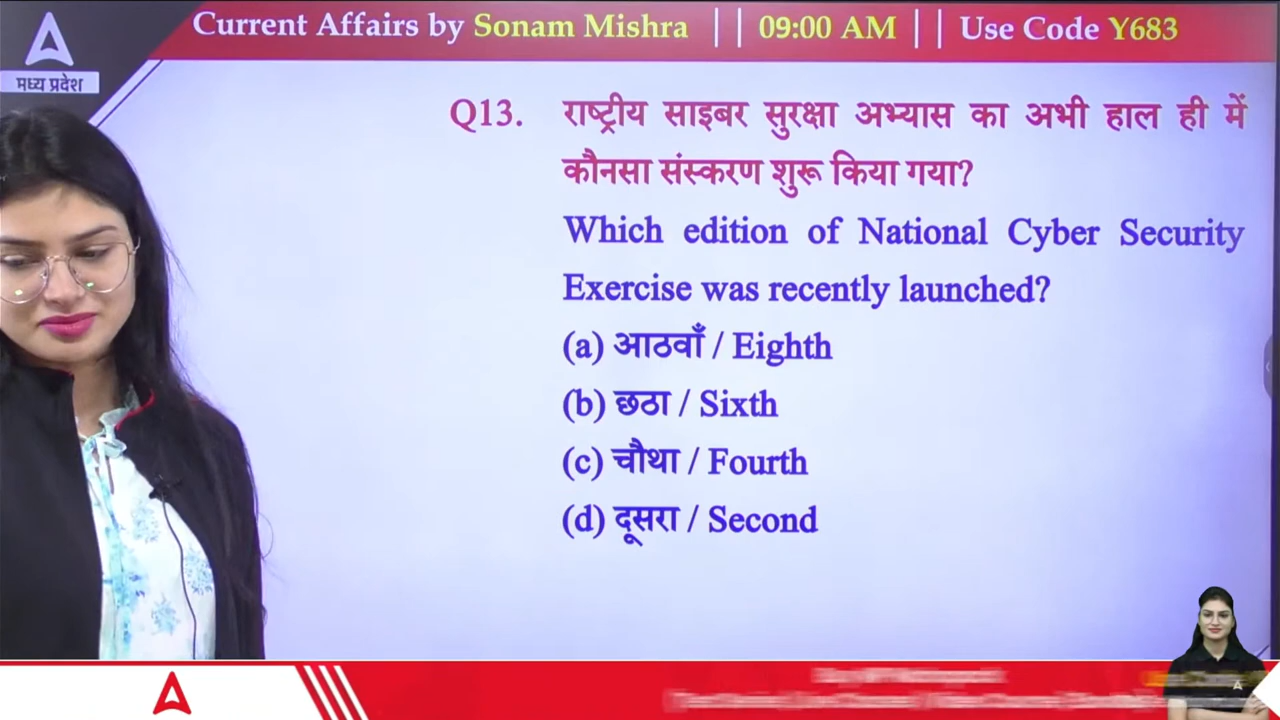 Current Affairs by Sonam Mishra || 09:00 AM || Use Code Y683
मध्य प्रदेश
Q13. राष्ट्रीय साइबर सुरक्षा अभ्यास का अभी हाल ही में
कौनसा संस्करण शुरू किया गया?
Which edition of National Cyber Security
Exercise was recently launched?
(a) आठवाँ / Eighth
(b) छठा / Sixth
(c) चौथा / Fourth
(d) दूसरा / Second